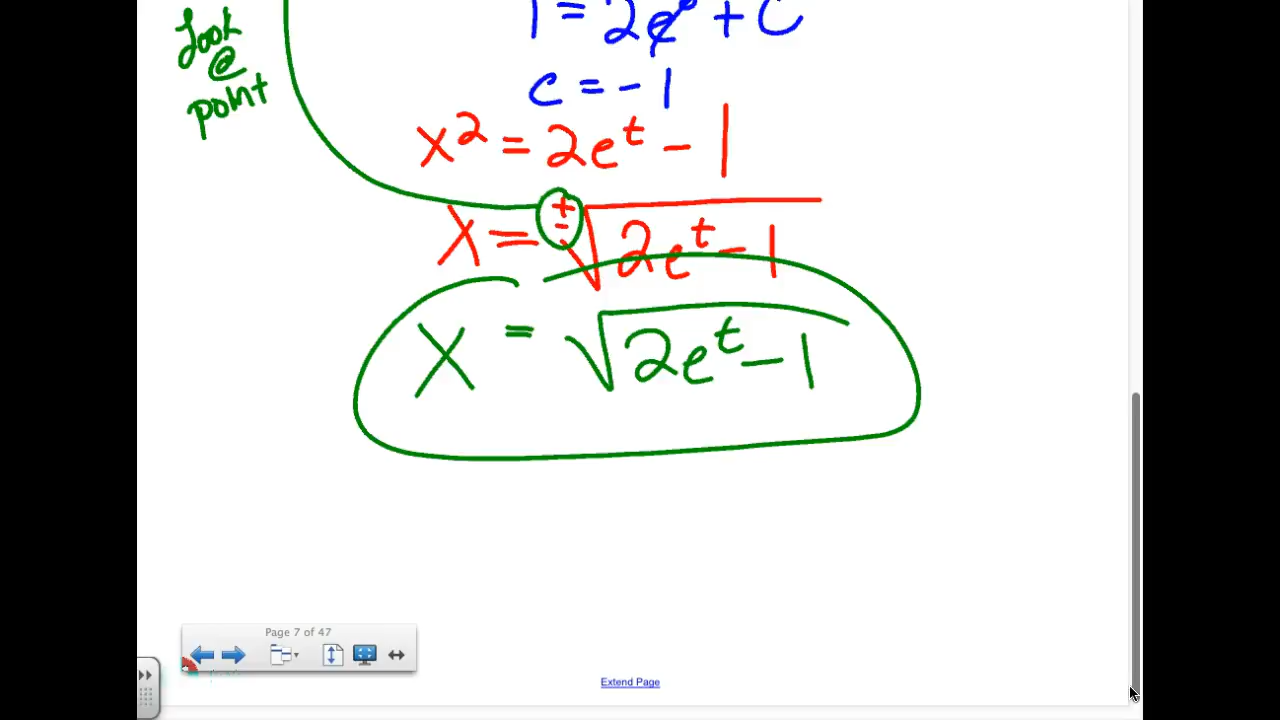 Look
@
point
1 = 2e⁰ + C
c = -1
x² = 2eᵗ - 1
x = ±√(2eᵗ - 1)
x = √(2eᵗ - 1)
Page 7 of 47
Extend Page